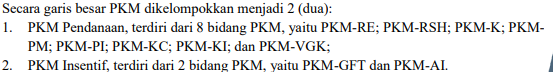 Secara garis besar PKM dikelompokkan menjadi 2 (dua):
1. PKM Pendanaan, terdiri dari 8 bidang PKM, yaitu PKM-RE; PKM-RSH; PKM-K; PKM-
PM; PKM-PI; PKM-KC; PKM-KI; dan PKM-VGK;
2. PKM Insentif, terdiri dari 2 bidang PKM, yaitu PKM-GFT dan PKM-AI.